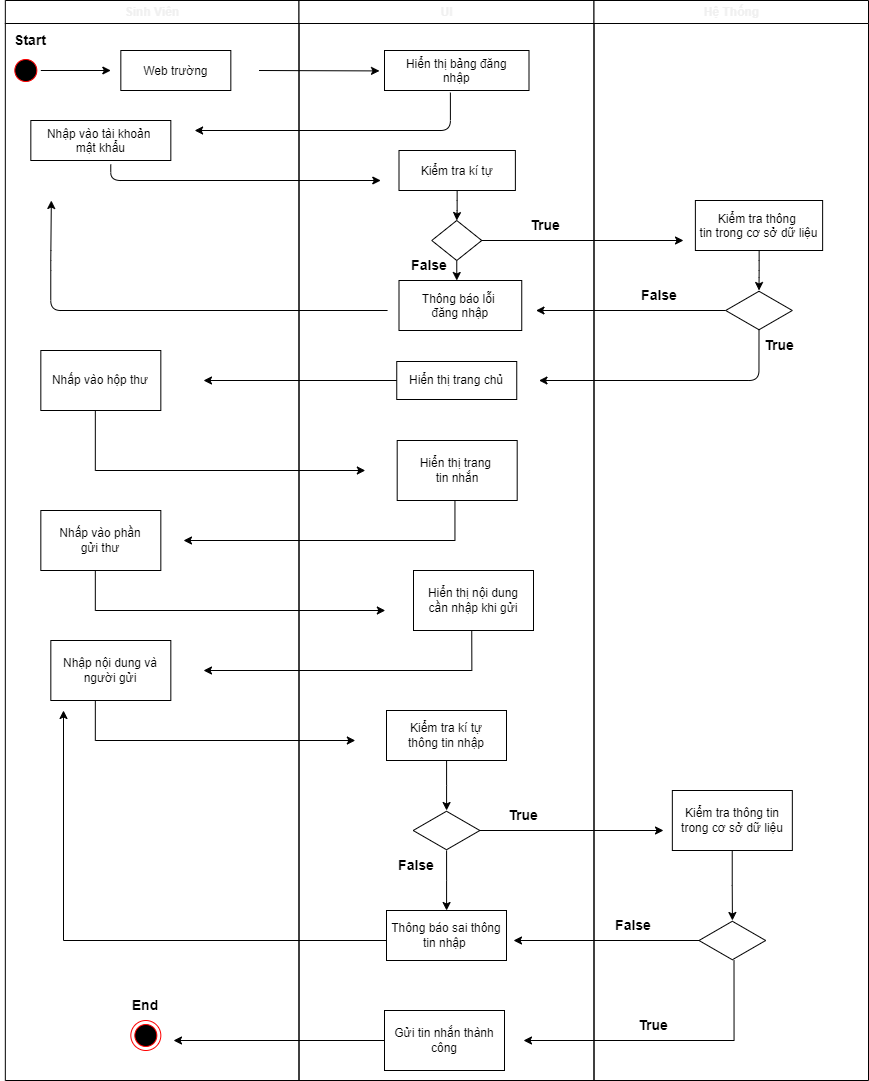 Sinh Viên
UI
Hệ Thống
Start
Web trường
Hiển thị bảng đăng
nhập
Nhập vào tài khoản
mật khẩu
Kiểm tra kí tự
True
Kiểm tra thông
tin trong cơ sở dữ liệu
False
Thông báo lỗi
đăng nhập
False
True
Nhấp vào hộp thư
Hiển thị trang chủ
Hiển thị trang
tin nhắn
Nhấp vào phần
gửi thư
Hiển thị nội dung
cần nhập khi gửi
Nhập nội dung và
người gửi
Kiểm tra kí tự
thông tin nhập
True
Kiểm tra thông tin
trong cơ sở dữ liệu
False
Thông báo sai thông
tin nhập
False
End
Gửi tin nhắn thành
công
True